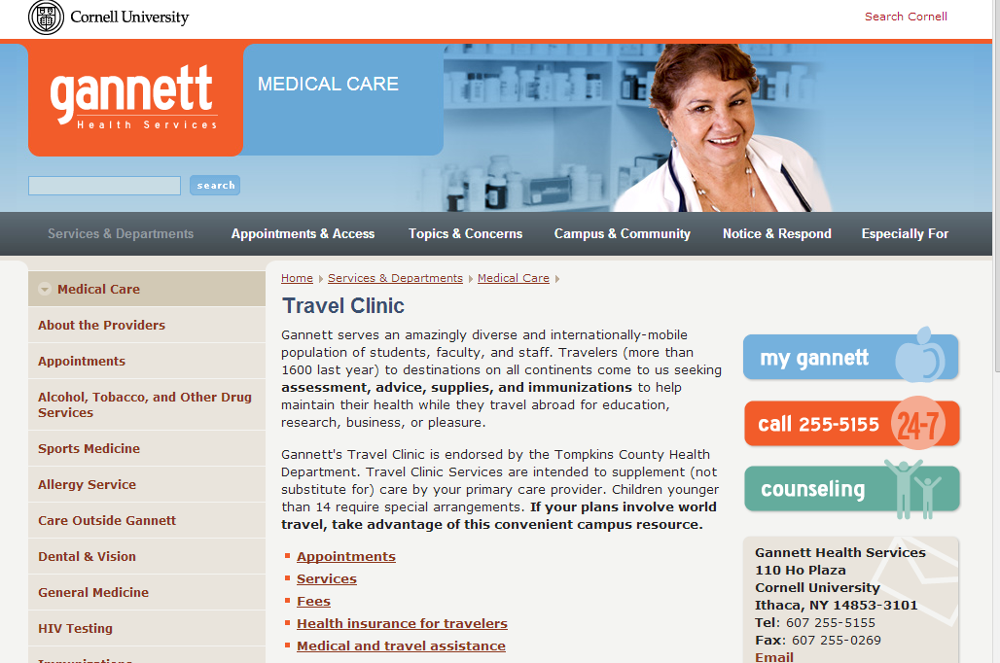 Cornell University
Search Cornell
gannett
Health Services
MEDICAL CARE
search
Services & Departments
Appointments & Access
Topics & Concerns
Campus & Community
Notice & Respond
Especially For
Medical Care
About the Providers
Appointments
Alcohol, Tobacco, and Other Drug
Services
Sports Medicine
Allergy Service
Care Outside Gannett
Dental & Vision
General Medicine
HIV Testing
Immunizations
Home
Services & Departments
Medical Care
Travel Clinic
Gannett serves an amazingly diverse and internationally-mobile
population of students, faculty, and staff. Travelers (more than
1600 last year) to destinations on all continents come to us seeking
assessment, advice, supplies, and immunizations to help
maintain their health while they travel abroad for education,
research, business, or pleasure.
Gannett's Travel Clinic is endorsed by the Tompkins County Health
Department. Travel Clinic Services are intended to supplement (not
substitute for) care by your primary care provider. Children younger
than 14 require special arrangements. If your plans involve world
travel, take advantage of this convenient campus resource.
Appointments
Services
Fees
Health insurance for travelers
Medical and travel assistance
my gannett
call 255-5155 24-7
counseling
Gannett Health Services
110 Ho Plaza
Cornell University
Ithaca, NY 14853-3101
Tel: 607 255-5155
Fax: 607 255-0269
Email